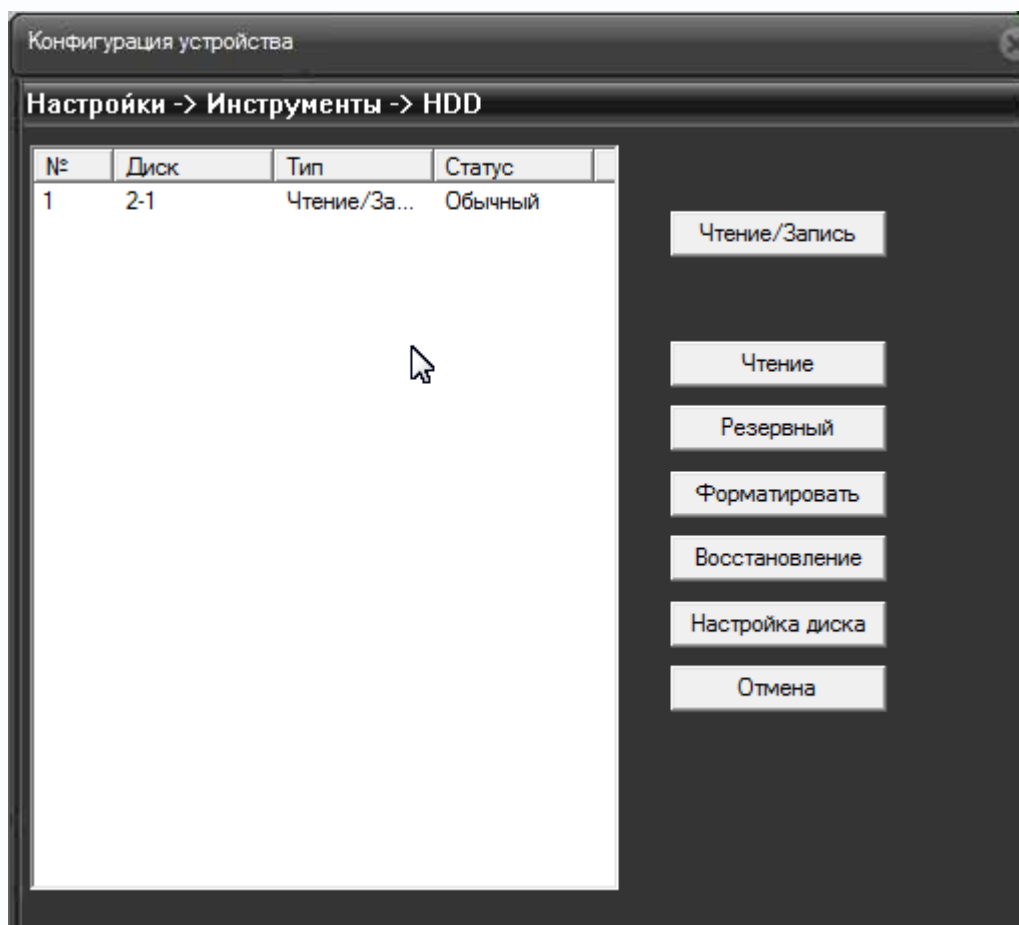 Конфигурация устройства
Настройки -> Инструменты -> HDD
№ Диск Тип Статус
1 2-1 Чтение/За... Обычный
Чтение/Запись
Чтение
Резервный
Форматировать
Восстановление
Настройка диска
Отмена